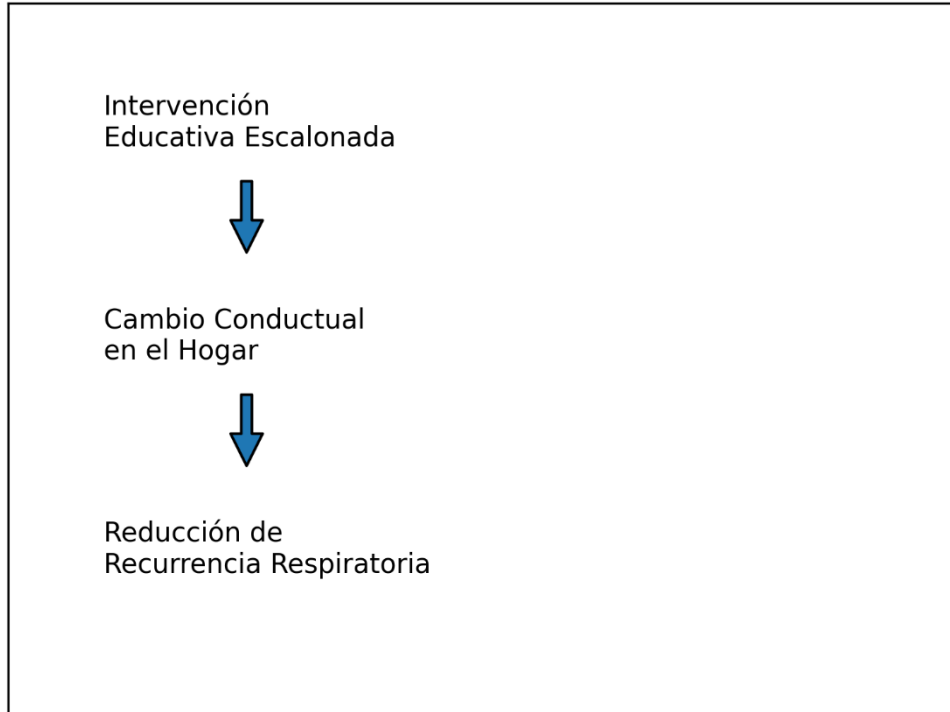 Intervención
Educativa Escalonada
Cambio Conductual
en el Hogar
Reducción de
Recurrencia Respiratoria